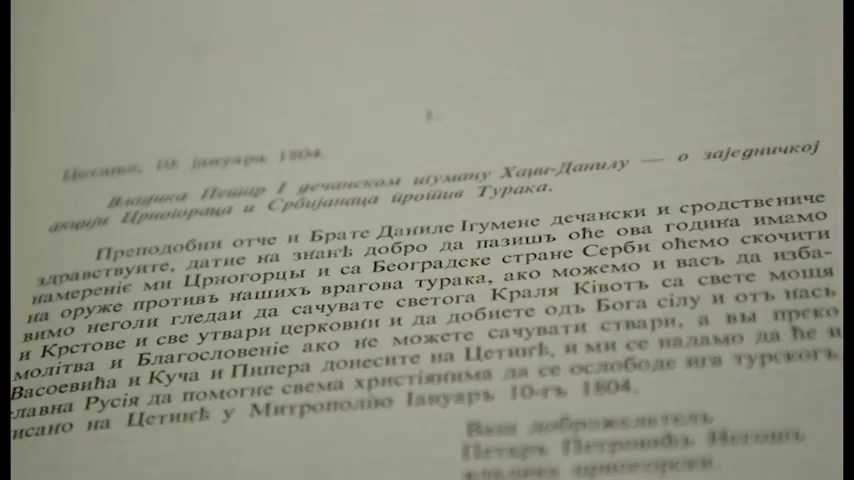 1.
Цетиње, 10. јануара 1804.
Владика Петар I дечанском игуману Хаџи-Данилу — о заједничкој
акцији Црногораца и Србијанаца против Турака.
Преподобни отче и Брате Даниле Ігумене дечански и сродствениче
здравствуите, датие на знанѣ добро да пазишъ оће ова година имамо
намереніє ми Црногорцы и са Београдске стране Серби оћемо скочити
на оруже противъ нашихъ врагова турака, ако можемо и васъ да изба-
вимо неголи гледаи да сачувате светога Краля Ківотъ са свете мощи
и Крстове и све утвари церковни и да добиете одъ Бога сілу и отъ насъ
молітва и Благословеніе ако не можете сачувати ствари, а вы преко
Васоевића и Куча и Пипера донесите на Цетинѣ, и ми се надамо да ће и
славна Русія да помогне свема христіянима да се ослободе ига турскогъ,
писано на Цетинѣ у Митрополію Іануаръ 10-гъ 1804.
Ваш доброжелатель
Петаръ Петровићъ Негошъ